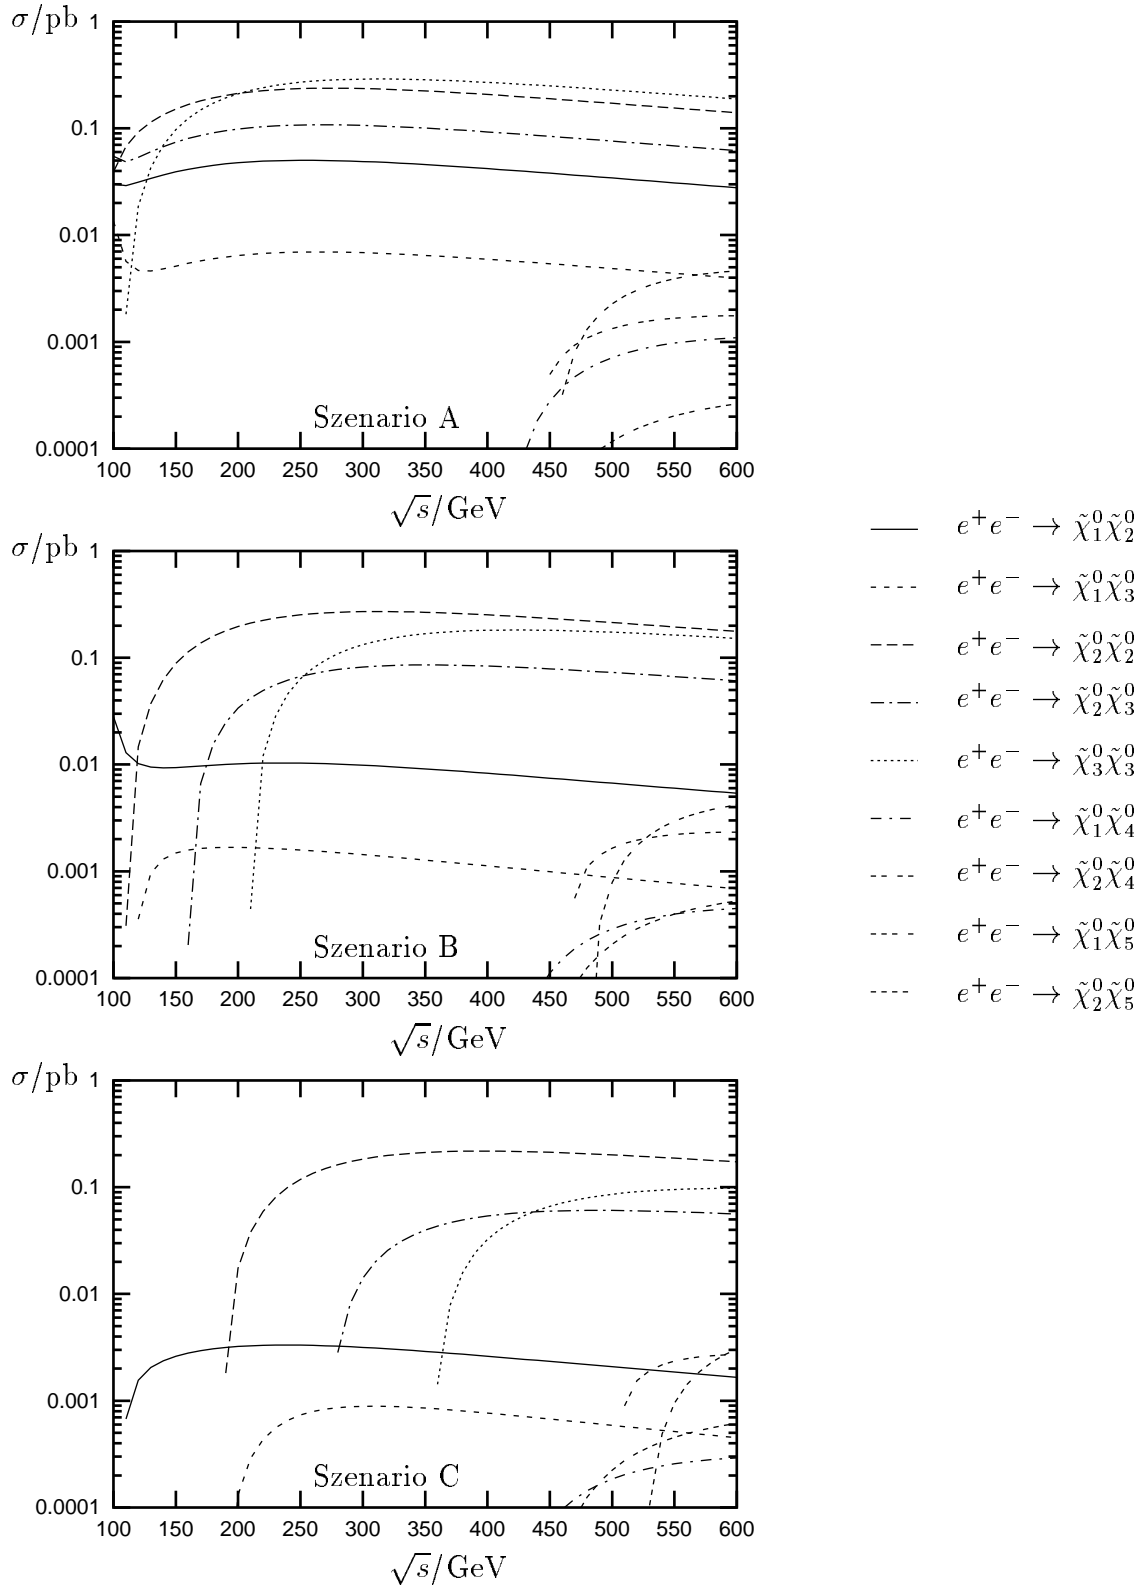 σ/pb
1
0.1
0.01
0.001
0.0001
Szenario A
100 150 200 250 300 350 400 450 500 550 600
√s/GeV
σ/pb
1
0.1
0.01
0.001
0.0001
Szenario B
100 150 200 250 300 350 400 450 500 550 600
√s/GeV
σ/pb
1
0.1
0.01
0.001
0.0001
Szenario C
100 150 200 250 300 350 400 450 500 550 600
√s/GeV
e⁺e⁻ → χ̃⁰₁χ̃⁰₂
e⁺e⁻ → χ̃⁰₁χ̃⁰₃
e⁺e⁻ → χ̃⁰₂χ̃⁰₂
e⁺e⁻ → χ̃⁰₂χ̃⁰₃
e⁺e⁻ → χ̃⁰₃χ̃⁰₃
e⁺e⁻ → χ̃⁰₁χ̃⁰₄
e⁺e⁻ → χ̃⁰₂χ̃⁰₄
e⁺e⁻ → χ̃⁰₁χ̃⁰₅
e⁺e⁻ → χ̃⁰₂χ̃⁰₅